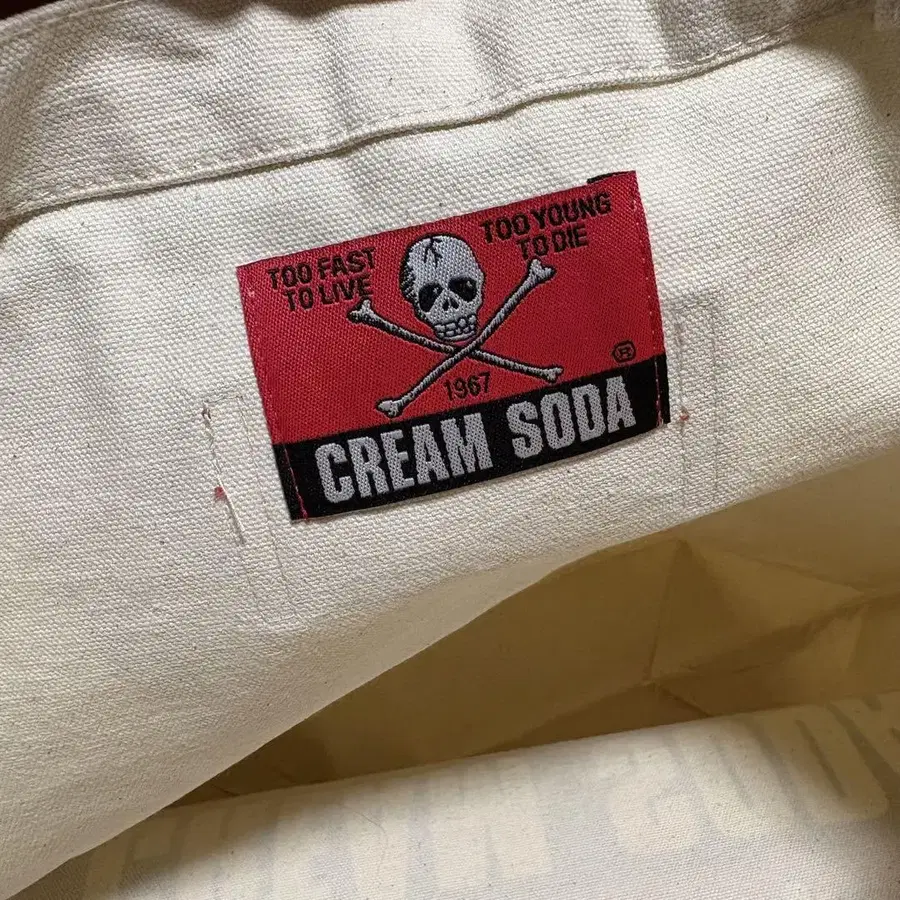 TOO FAST
TO LIVE
TOO YOUNG
TO DIE
®
1967
CREAM SODA